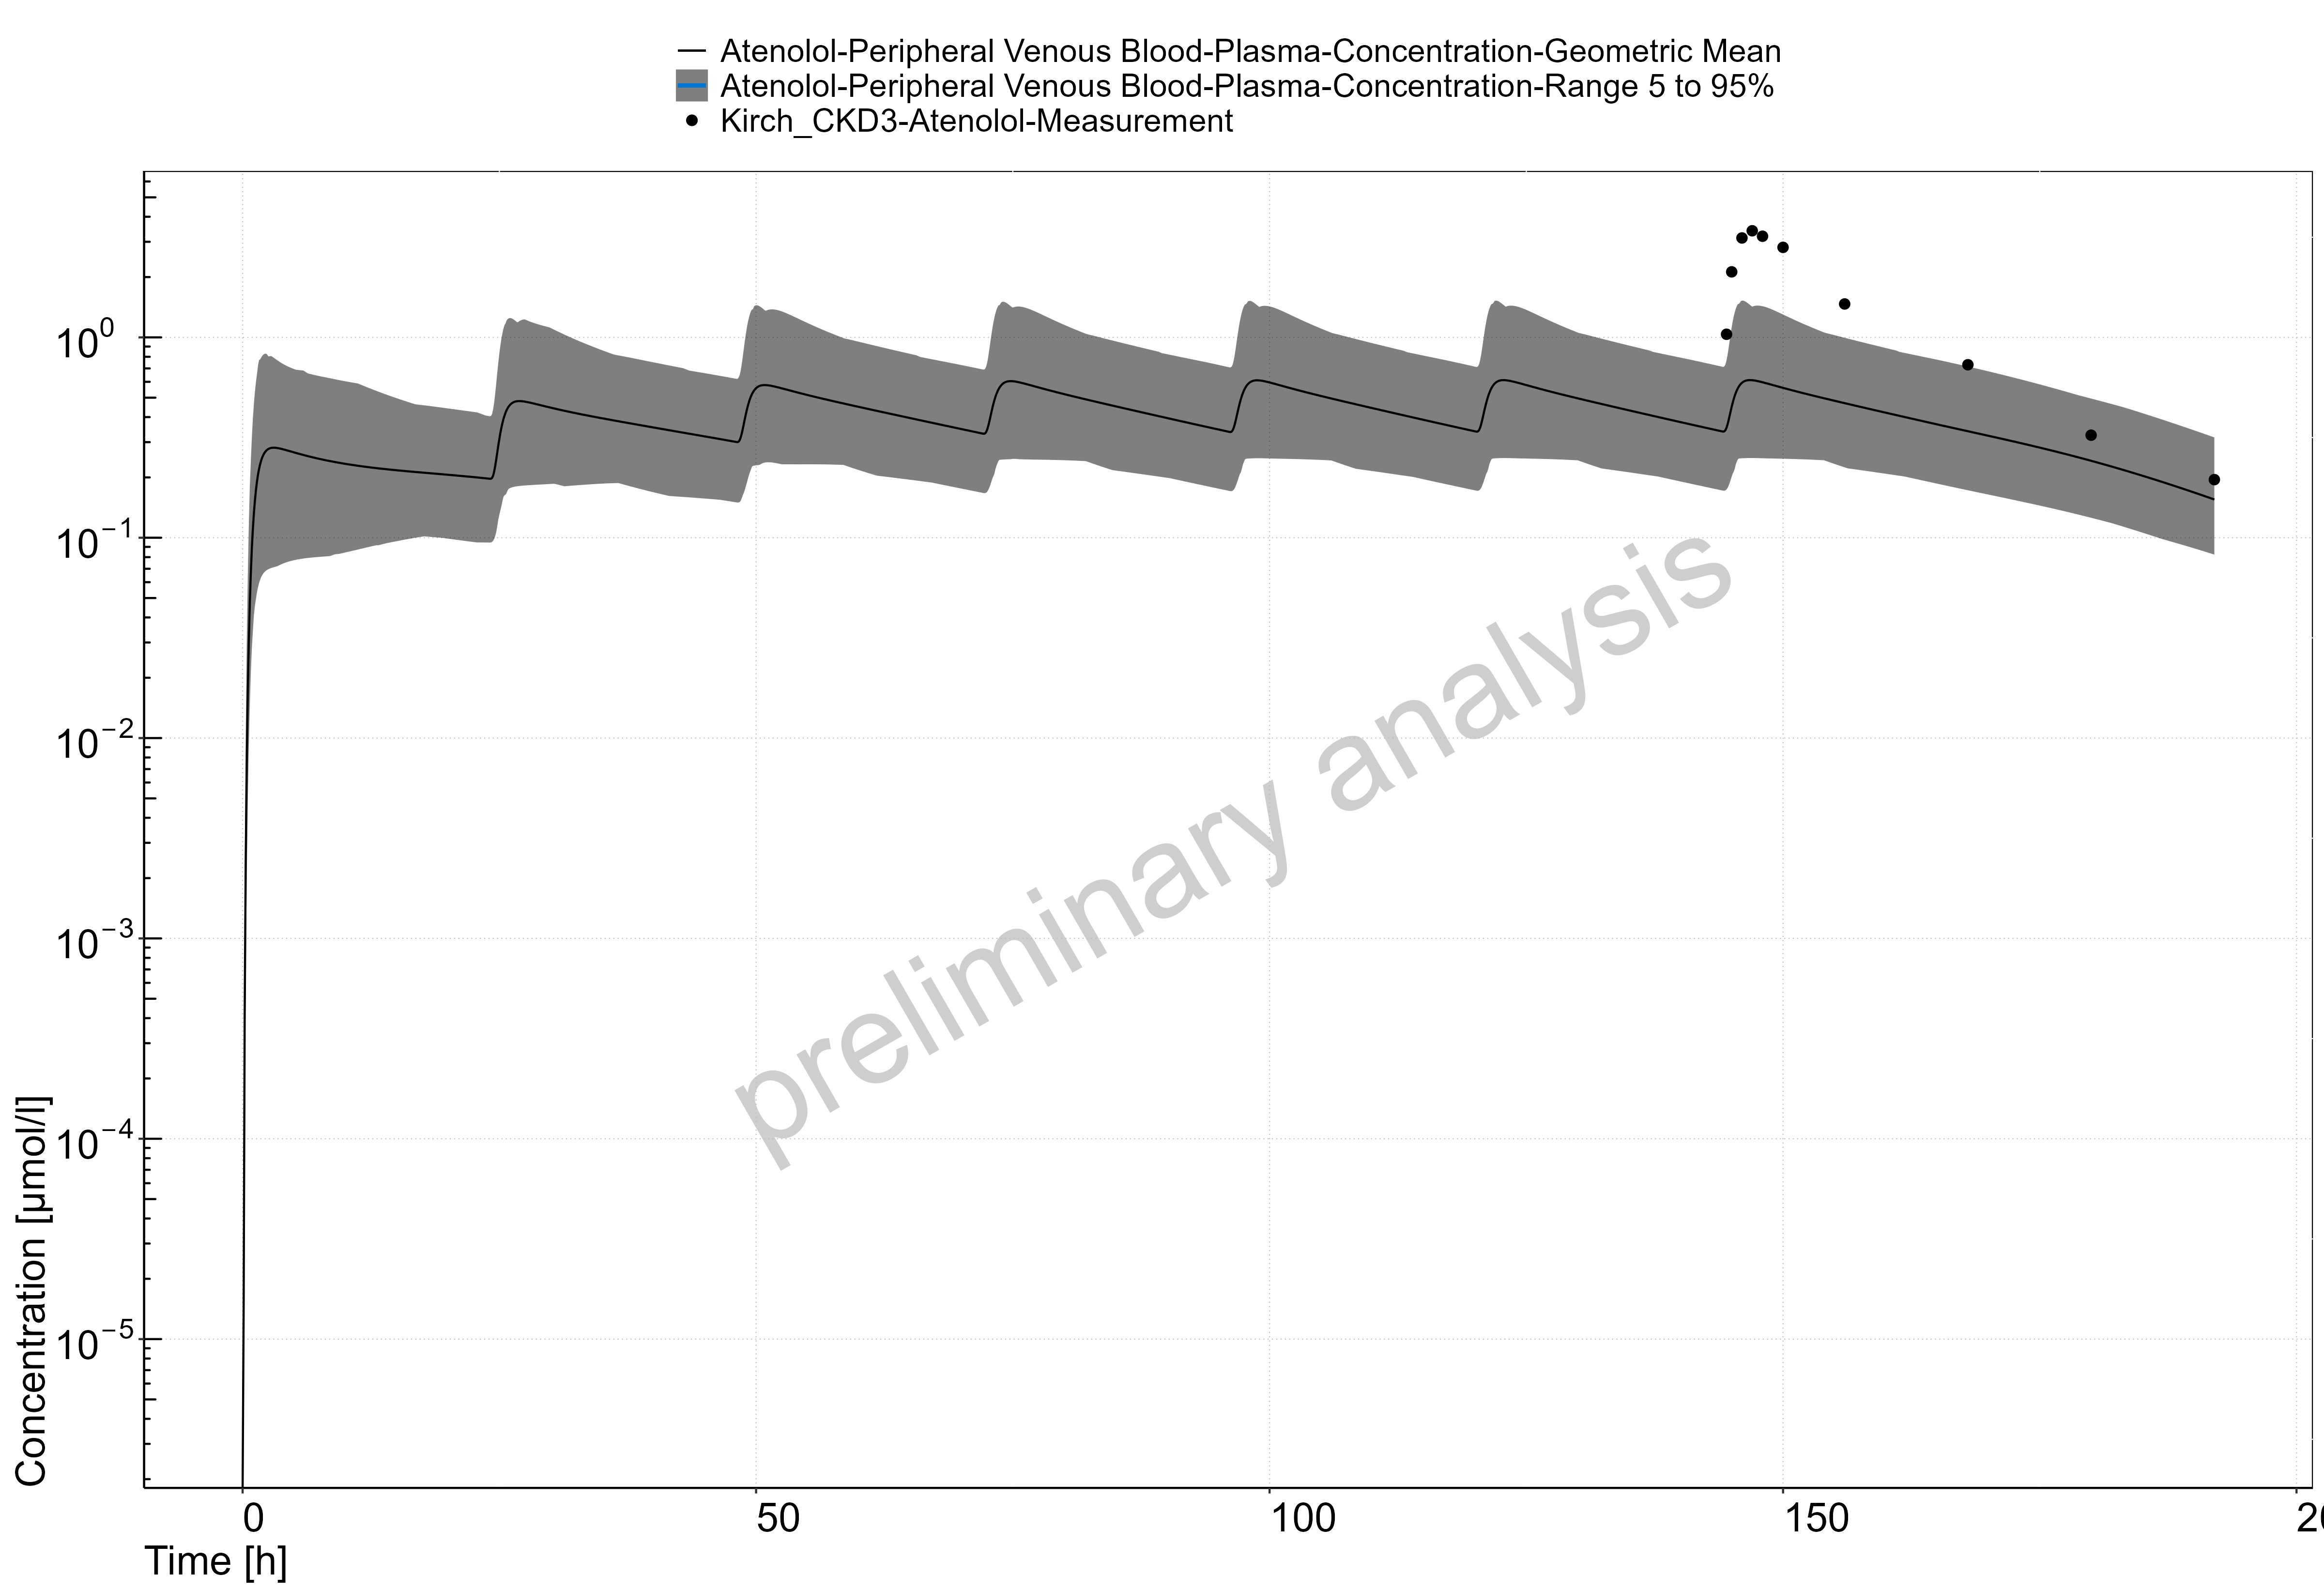 Atenolol-Peripheral Venous Blood-Plasma-Concentration-Geometric Mean
Atenolol-Peripheral Venous Blood-Plasma-Concentration-Range 5 to 95%
Kirch_CKD3-Atenolol-Measurement
Concentration [µmol/l]
10⁰
10⁻¹
10⁻²
10⁻³
10⁻⁴
10⁻⁵
preliminary analysis
0 50 100 150
Time [h]